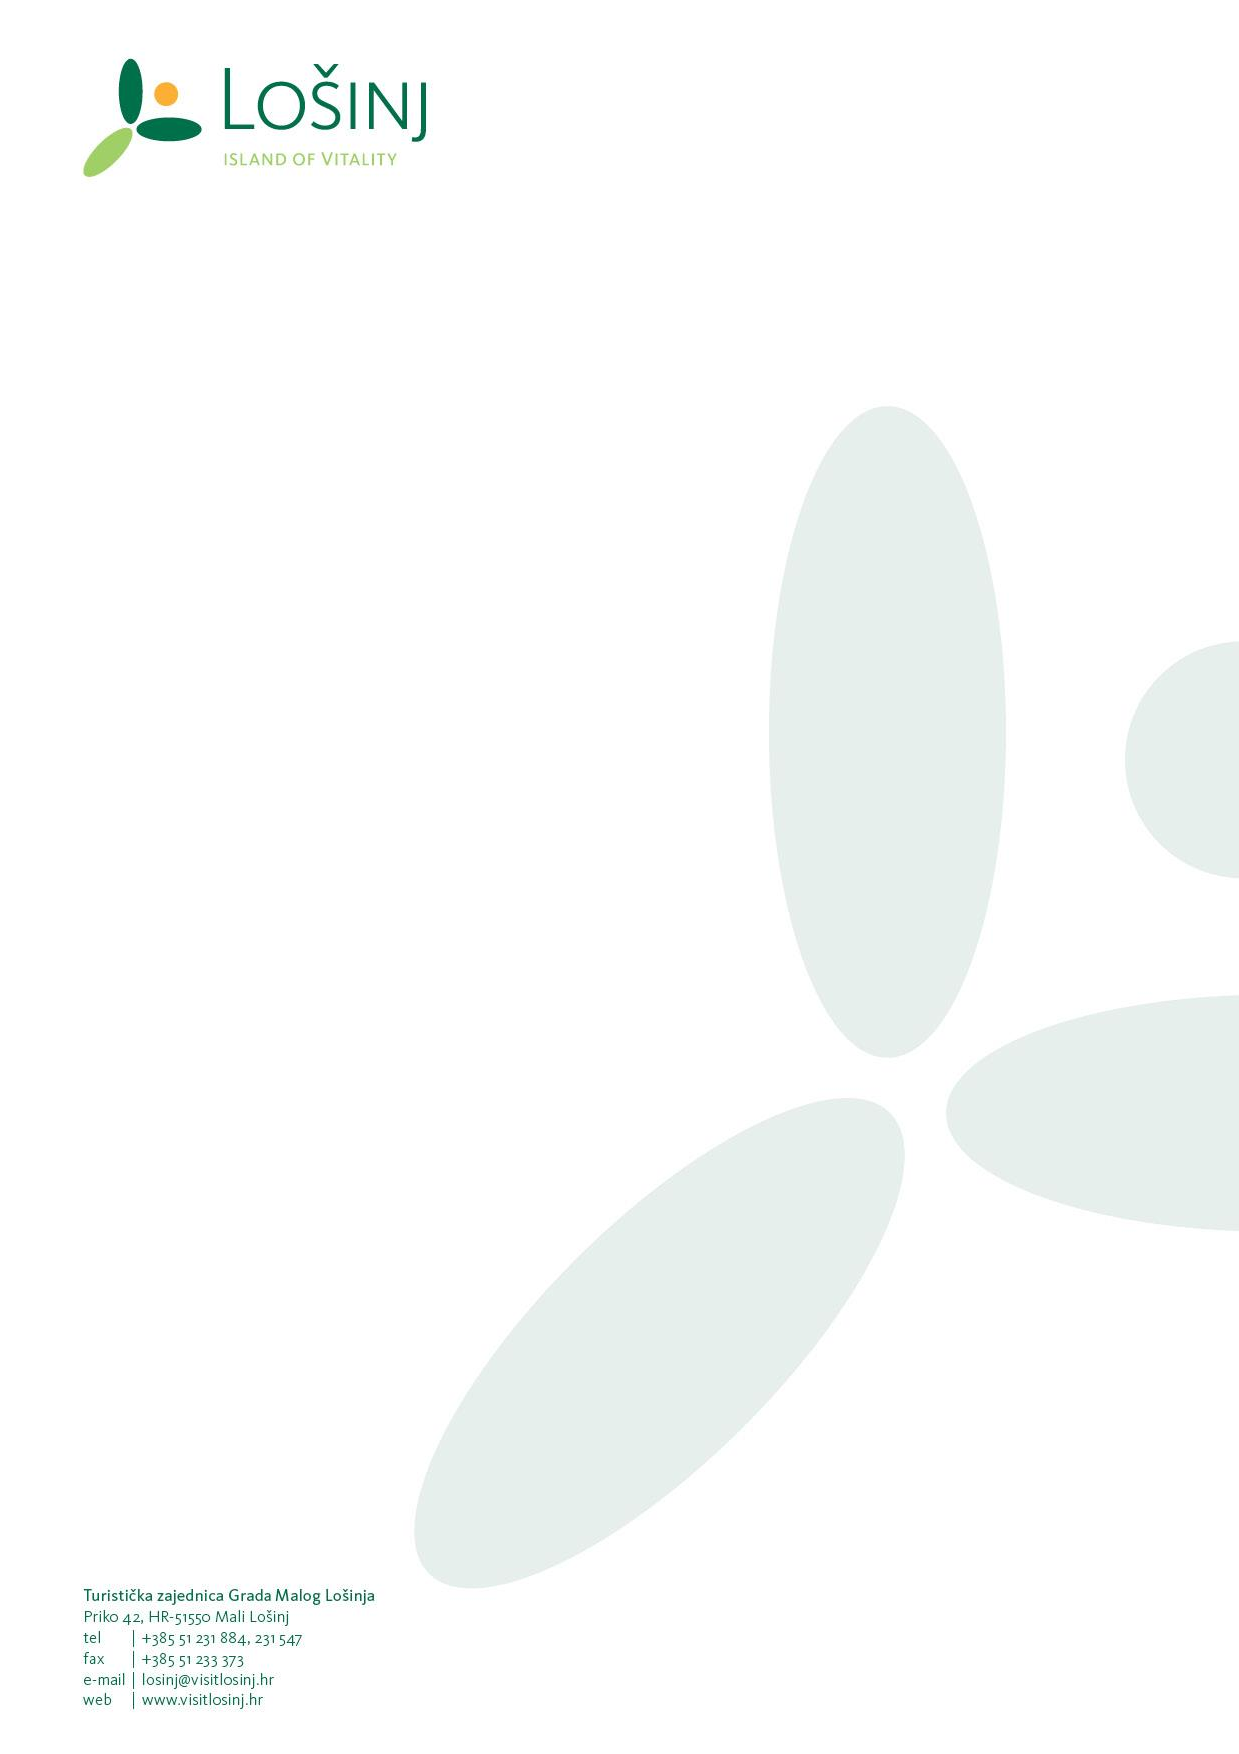 LOŠINJ
ISLAND OF VITALITY
Turistička zajednica Grada Malog Lošinja
Priko 42, HR-51550 Mali Lošinj
tel | +385 51 231 884, 231 547
fax | +385 51 233 373
e-mail | losinj@visitlosinj.hr
web | www.visitlosinj.hr